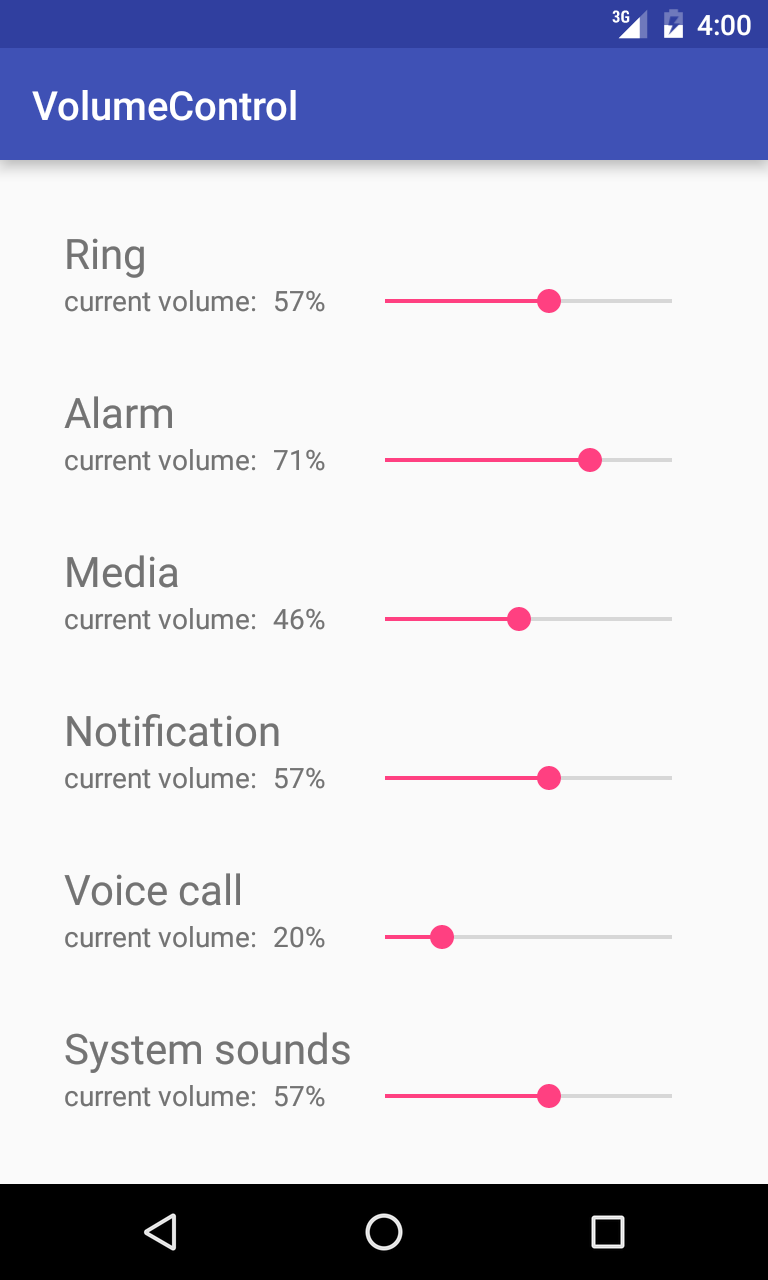 3G 4:00
VolumeControl
Ring
current volume: 57%
Alarm
current volume: 71%
Media
current volume: 46%
Notification
current volume: 57%
Voice call
current volume: 20%
System sounds
current volume: 57%